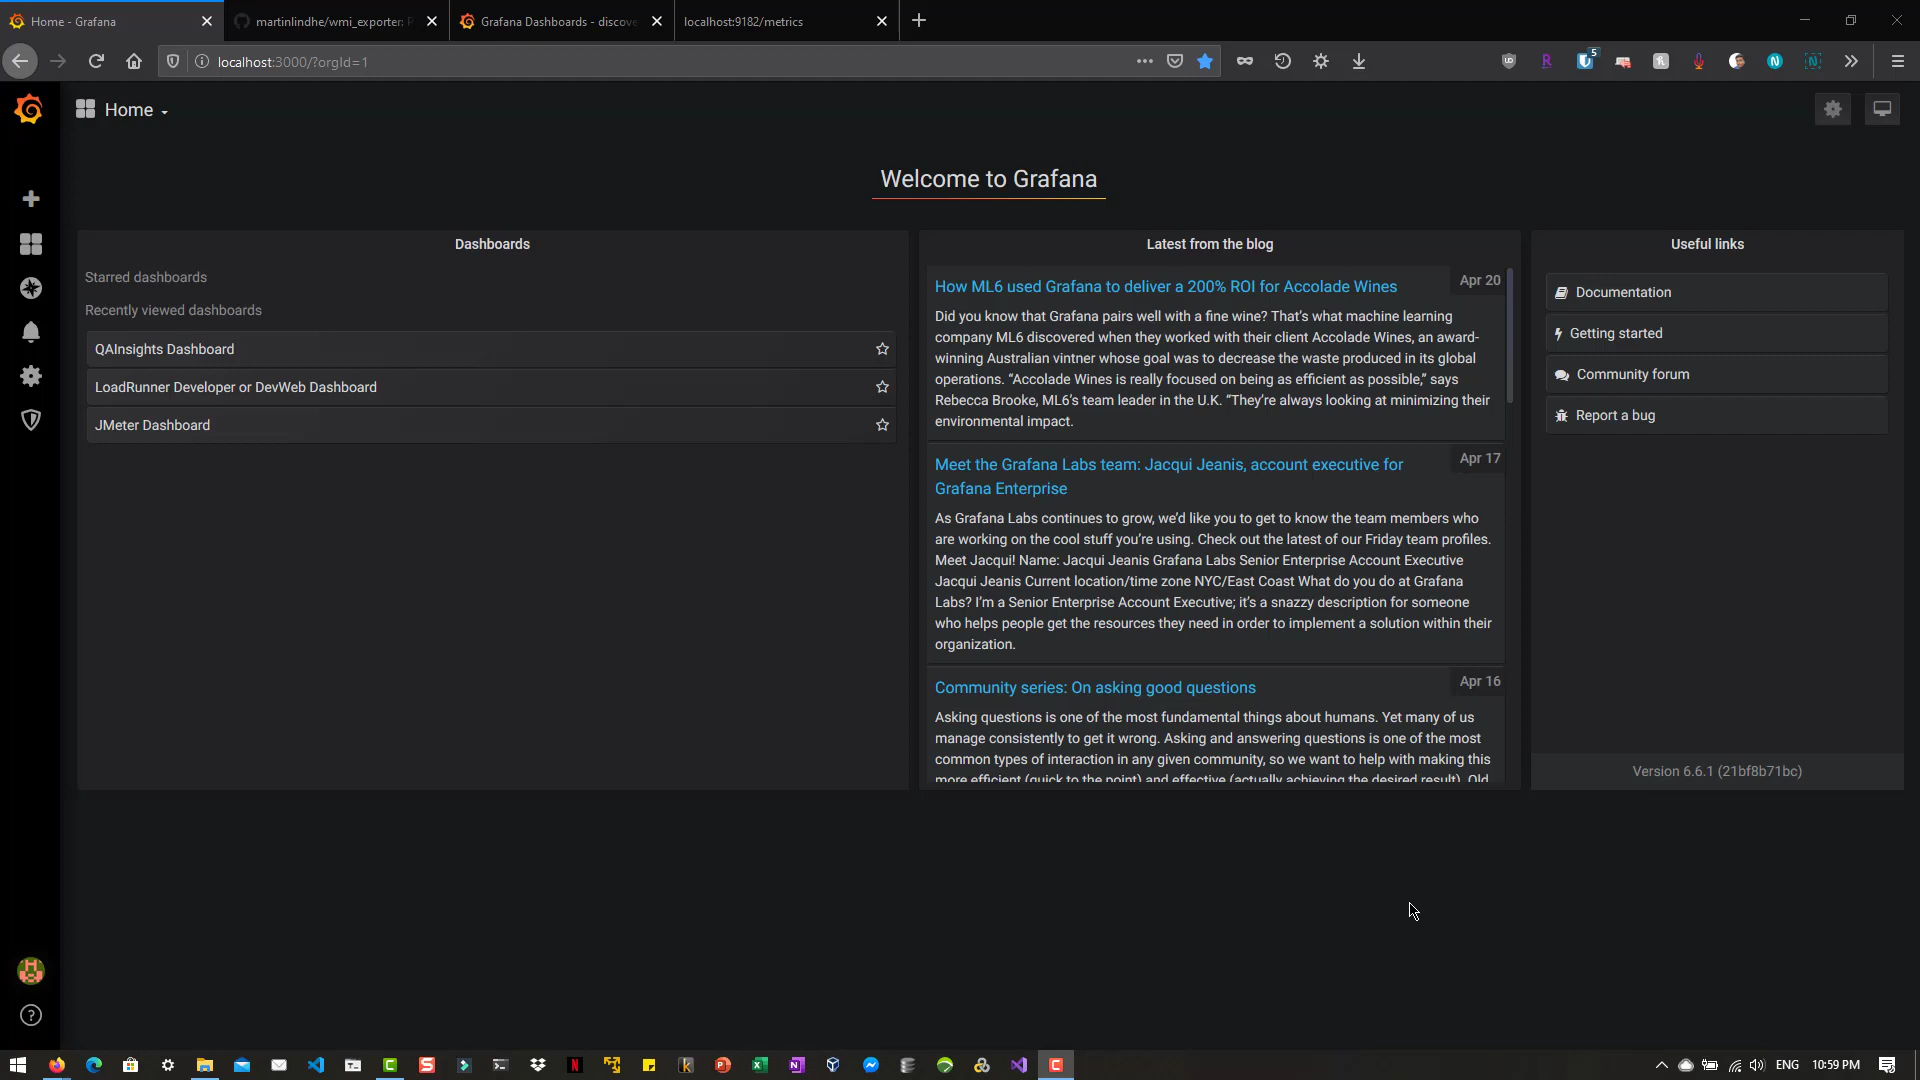 Home - Grafana
martinlindhe/wmi_exporter: P
Grafana Dashboards - discove
localhost:9182/metrics
localhost:3000/?orgId=1
5
Home
Welcome to Grafana
Dashboards
Starred dashboards
Recently viewed dashboards
QAInsights Dashboard
LoadRunner Developer or DevWeb Dashboard
JMeter Dashboard
Latest from the blog
How ML6 used Grafana to deliver a 200% ROI for Accolade Wines
Apr 20
Did you know that Grafana pairs well with a fine wine? That's what machine learning
company ML6 discovered when they worked with their client Accolade Wines, an award-
winning Australian vintner whose goal was to decrease the waste produced in its global
operations. “Accolade Wines is really focused on being as efficient as possible,” says
Rebecca Brooke, ML6's team leader in the U.K. “They're always looking at minimizing their
environmental impact.
Meet the Grafana Labs team: Jacqui Jeanis, account executive for
Grafana Enterprise
Apr 17
As Grafana Labs continues to grow, we'd like you to get to know the team members who
are working on the cool stuff you're using. Check out the latest of our Friday team profiles.
Meet Jacqui! Name: Jacqui Jeanis Grafana Labs Senior Enterprise Account Executive
Jacqui Jeanis Current location/time zone NYC/East Coast What do you do at Grafana
Labs? I'm a Senior Enterprise Account Executive; it's a snazzy description for someone
who helps people get the resources they need in order to implement a solution within their
organization.
Community series: On asking good questions
Apr 16
Asking questions is one of the most fundamental things about humans. Yet many of us
manage consistently to get it wrong. Asking and answering questions is one of the most
common types of interaction in any given community, so we want to help with making this
more efficient (quick to the point) and effective (actually achieving the desired result). Old
Useful links
Documentation
Getting started
Community forum
Report a bug
Version 6.6.1 (21bf8b71bc)
ENG
10:59 PM